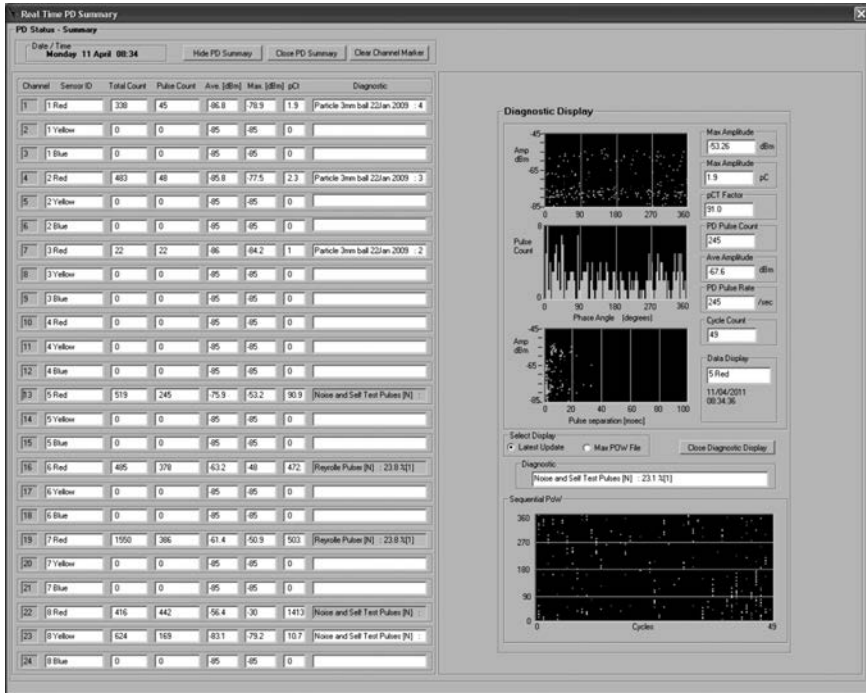 Real Time PD Summary
PD Status - Summary
Date / Time
Monday 11 April 08:34
Hide PD Summary Close PD Summary Clear Channel Marker
Channel Sensor ID Total Count Pulse Count Ave. [dBm] Max. [dBm] pCt Diagnostic
1 1 Red 338 45 -86.8 -78.9 1.9 Particle 3mm ball 22Jan 2009 : 4
2 1 Yellow 0 0 -85 -85 0
3 1 Blue 0 0 -85 -85 0
4 2 Red 483 48 -85.8 -77.5 2.3 Particle 3mm ball 22Jan 2009 : 3
5 2 Yellow 0 0 -85 -85 0
6 2 Blue 0 0 -85 -85 0
7 3 Red 22 22 -86 -84.2 1 Particle 3mm ball 22Jan 2009 : 2
8 3 Yellow 0 0 -85 -85 0
9 3 Blue 0 0 -85 -85 0
10 4 Red 0 0 -85 -85 0
11 4 Yellow 0 0 -85 -85 0
12 4 Blue 0 0 -85 -85 0
13 5 Red 519 245 -75.9 -53.2 90.9 Noise and Self Test Pulses [N] :
14 5 Yellow 0 0 -85 -85 0
15 5 Blue 0 0 -85 -85 0
16 6 Red 485 378 -63.2 -48 472 Reyrolle Pulser [N] : 23.8 %[1]
17 6 Yellow 0 0 -85 -85 0
18 6 Blue 0 0 -85 -85 0
19 7 Red 1550 386 -61.4 -50.9 503 Reyrolle Pulser [N] : 23.8 %[1]
20 7 Yellow 0 0 -85 -85 0
21 7 Blue 0 0 -85 -85 0
22 8 Red 416 442 -56.4 -30 1413 Noise and Self Test Pulses [N] :
23 8 Yellow 624 169 -83.1 -79.2 10.7 Noise and Self Test Pulses [N] :
24 8 Blue 0 0 -85 -85 0
Diagnostic Display
Amp dBm
-45
-65
-85
0 90 180 270 360
Max Amplitude
-53.26 dBm
Max Amplitude
1.9 pC
pCT Factor
91.0
Pulse Count
8
0
0 90 180 270 360
Phase Angle [degrees]
PD Pulse Count
245
Ave Amplitude
-67.6 dBm
PD Pulse Rate
245 /sec
Cycle Count
49
Amp dBm
-45
-65
-85
0 20 40 60 80 100
Pulse separation [msec]
Data Display
5 Red
11/04/2011
08:34:36
Select Display
Latest Update Max POW File Close Diagnostic Display
Diagnostic
Noise and Self Test Pulses [N] : 23.1 %[1]
Sequential PoW
360
270
180
90
0
0 Cycles 49